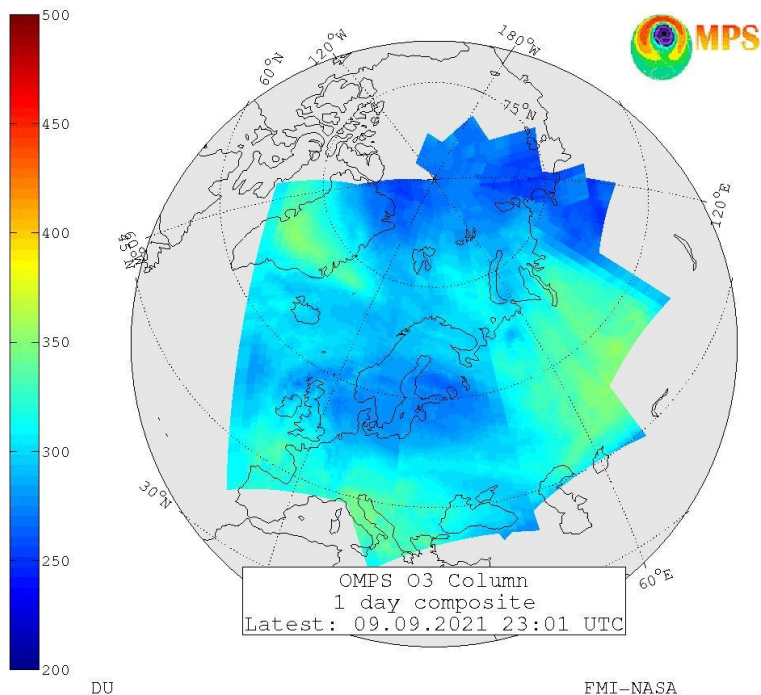 500
450
400
350
300
250
200
DU
60°N
120°W
180°W
75°N
120°E
30°N
60°E
MPS
OMPS O3 Column
1 day composite
Latest: 09.09.2021 23:01 UTC
FMI-NASA